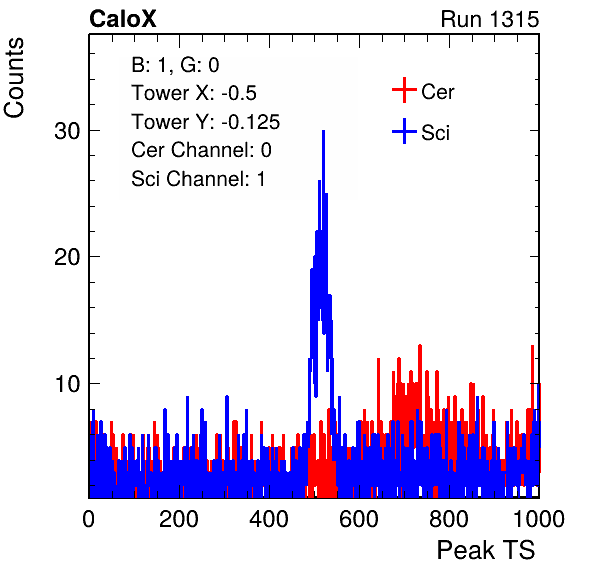 CaloX Run 1315
Counts
B: 1, G: 0
Tower X: -0.5
Tower Y: -0.125
Cer Channel: 0
Sci Channel: 1
Cer
Sci
30
20
10
0 200 400 600 800 1000
Peak TS